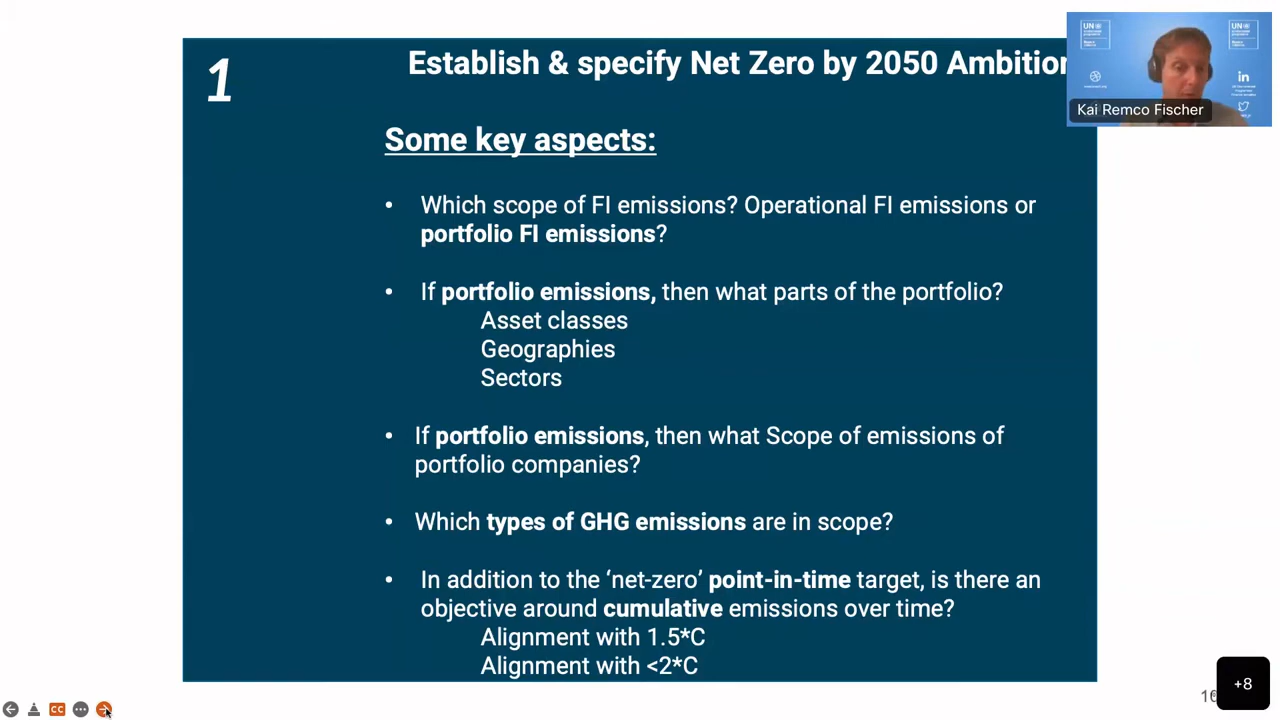 1
Establish & specify Net Zero by 2050 Ambition
UN
UN
in
Kai Remco Fischer
Some key aspects:
• Which scope of FI emissions? Operational FI emissions or
portfolio FI emissions?
• If portfolio emissions, then what parts of the portfolio?
Asset classes
Geographies
Sectors
• If portfolio emissions, then what Scope of emissions of
portfolio companies?
• Which types of GHG emissions are in scope?
• In addition to the ‘net-zero’ point-in-time target, is there an
objective around cumulative emissions over time?
Alignment with 1.5*C
Alignment with <2*C
+8
CC